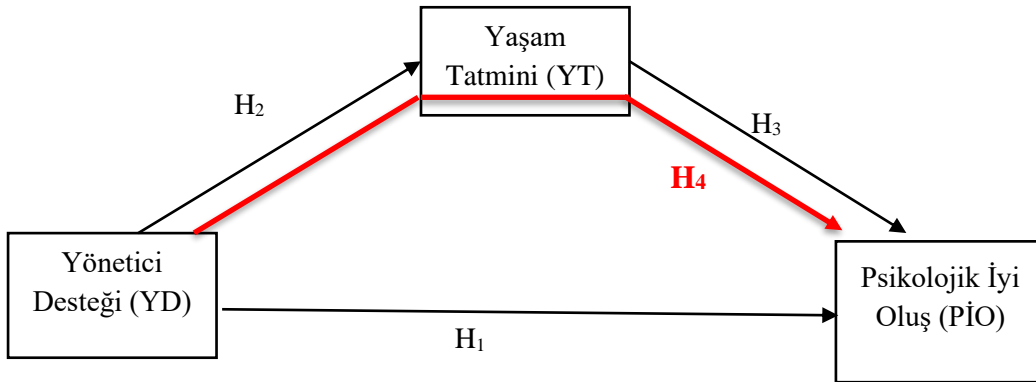 Yaşam
Tatmini (YT)
H2
H3
H4
Yönetici
Desteği (YD)
Psikolojik İyi
Oluş (PİO)
H1